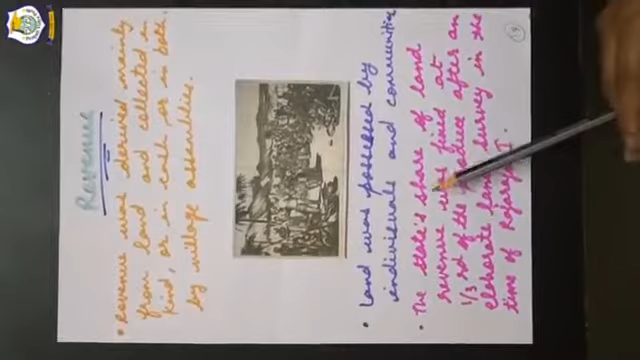 Revenue
• Revenue was derived mainly
from land and collected in
kind, or in cash or in both
by village assemblies.
• Land was possessed by
individuals and communities
• The state's share of land
revenue was fixed at
1/3 rd of the produce after an
elaborate land survey in the
time of Rajaraja I.